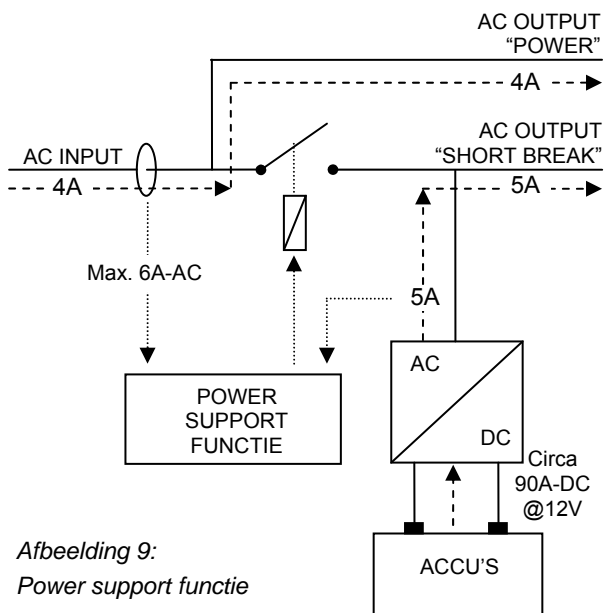 AC OUTPUT
“POWER”
4A
AC OUTPUT
“SHORT BREAK”
AC INPUT
4A
5A
Max. 6A-AC
5A
POWER
SUPPORT
FUNCTIE
AC
DC
Circa
90A-DC
@12V
ACCU’S
Afbeelding 9:
Power support functie